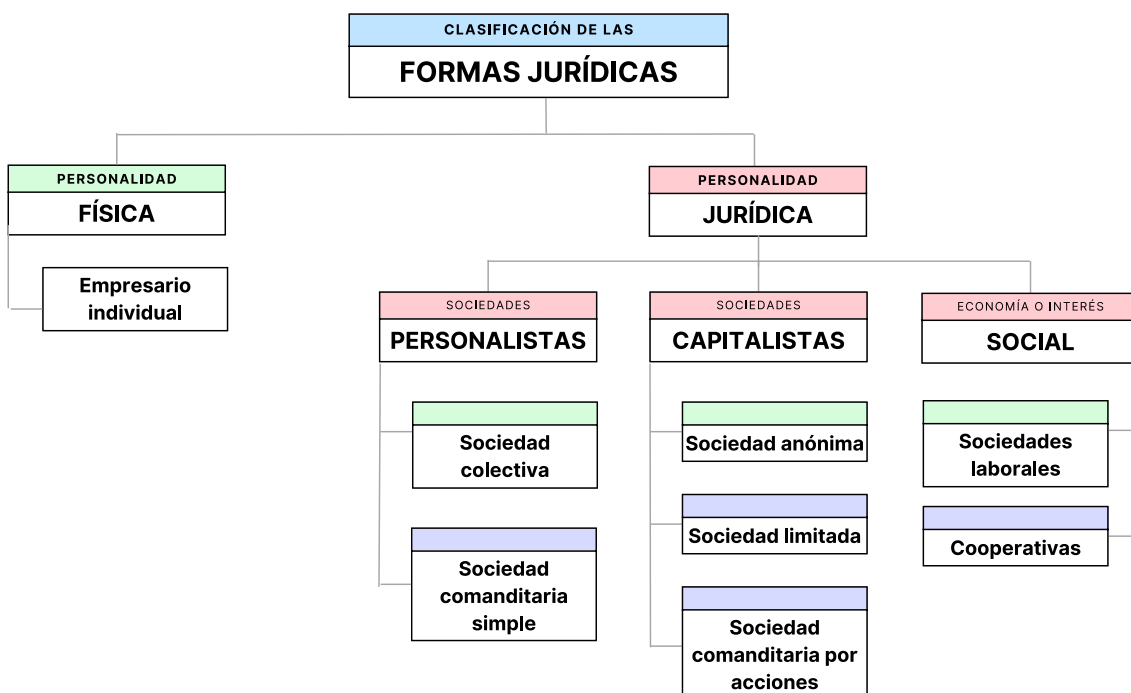 CLASIFICACIÓN DE LAS
FORMAS JURÍDICAS
PERSONALIDAD
FÍSICA
Empresario
individual
PERSONALIDAD
JURÍDICA
SOCIEDADES
PERSONALISTAS
Sociedad
colectiva
Sociedad
comanditaria
simple
SOCIEDADES
CAPITALISTAS
Sociedad anónima
Sociedad limitada
Sociedad
comanditaria por
acciones
ECONOMÍA O INTERÉS
SOCIAL
Sociedades
laborales
Cooperativas